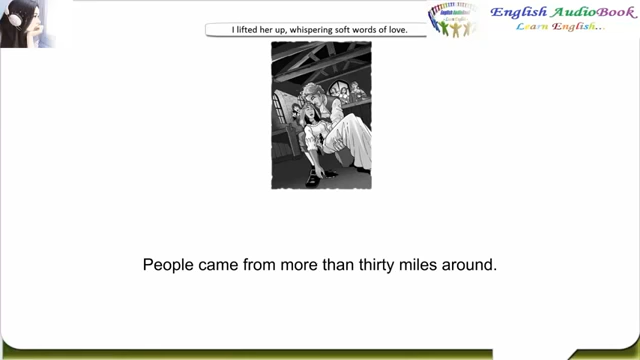 I lifted her up, whispering soft words of love.
English AudioBook
Learn English...
People came from more than thirty miles around.